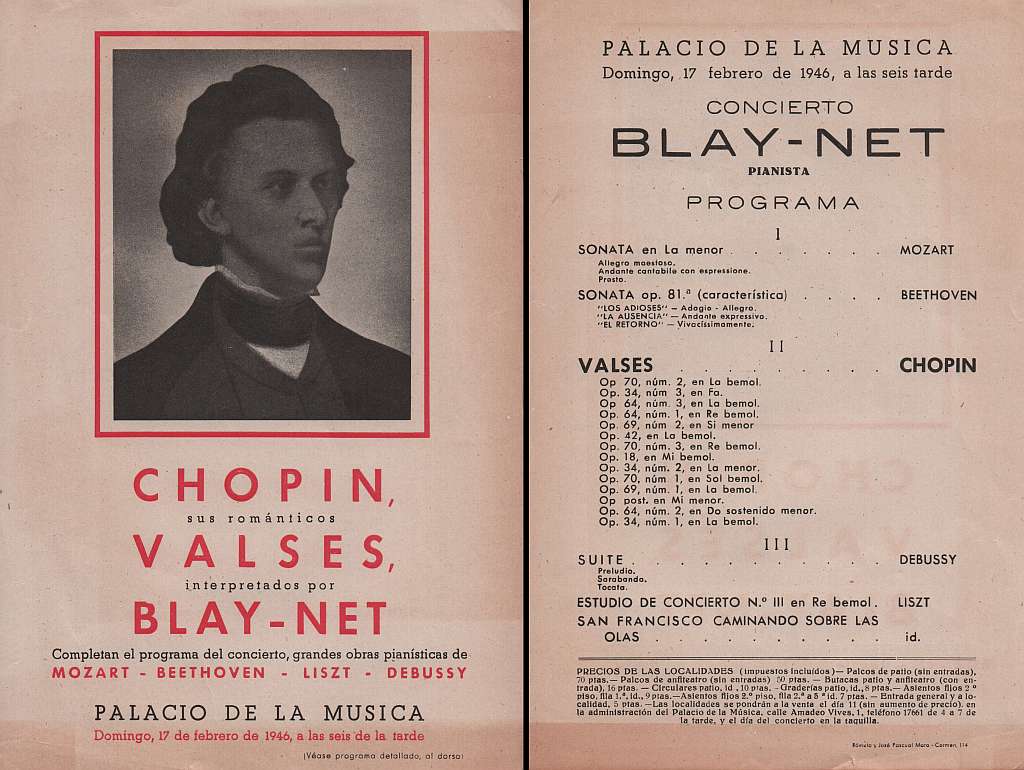 CHOPIN,
sus románticos
VALSES,
interpretados por
BLAY-NET
Completan el programa del concierto, grandes obras pianísticas de
MOZART - BEETHOVEN - LISZT - DEBUSSY
PALACIO DE LA MUSICA
Domingo, 17 de febrero de 1946, a las seis de la tarde
(Véase programa detallado, al dorso)
PALACIO DE LA MUSICA
Domingo, 17 febrero de 1946, a las seis tarde
CONCIERTO
BLAY-NET
PIANISTA
PROGRAMA
I
SONATA en La menor . . . . . . . MOZART
Allegro maestoso.
Andante cantabile con espressione.
Presto.
SONATA op. 81.ª (característica) . . . . BEETHOVEN
"LOS ADIOSES" — Adagio - Allegro.
"LA AUSENCIA" — Andante expressivo.
"EL RETORNO" — Vivacissimamente.
II
VALSES . . . . . . . . . CHOPIN
Op 70, núm. 2, en La bemol.
Op. 34, núm 3, en Fa.
Op. 64, núm. 3, en La bemol.
Op. 64, núm. 1, en Re bemol.
Op. 69, núm 2, en Si menor
Op. 42, en La bemol.
Op. 70, núm. 3, en Re bemol.
Op. 18, en Mi bemol.
Op. 34, núm. 2, en La menor.
Op. 70, núm. 1, en Sol bemol.
Op. 69, núm. 1, en La bemol.
Op post. en Mi menor.
Op. 64, núm. 2, en Do sostenido menor.
Op. 34, núm. 1, en La bemol.
III
SUITE . . . . . . . . . . . DEBUSSY
Preludio.
Sarabanda.
Tocata.
ESTUDIO DE CONCIERTO N.º III en Re bemol. LISZT
SAN FRANCISCO CAMINANDO SOBRE LAS
OLAS . . . . . . . . . id.
PRECIOS DE LAS LOCALIDADES (impuestos incluídos)— Palcos de patio (sin entradas),
70 ptas.— Palcos de anfiteatro (sin entradas) 50 ptas. — Butacas patio y anfiteatro (con en-
trada), 16 ptas. — Circulares patio, id., 10 ptas. - Graderías patio, id., 8 ptas.— Asientos fijos 2.º
piso, fila 1.ª, id., 9 ptas.—Asientos fijos 2.º piso, fila 2.ª a 5 ª id. 7 ptas. — Entrada general y a lo-
calidad, 5 ptas. —Las localidades se pondrán a la venta el día 11 (sin aumento de precio), en
la administración del Palacio de la Música, calle Amadeo Vives, 1, teléfono 17661 de 4 a 7 de
la tarde, y el día del concierto en la taquilla.
José Pascual - Carmen, 114